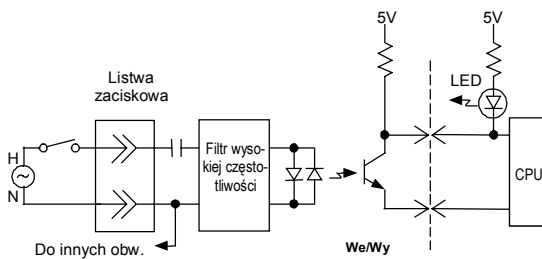 5V
5V
Listwa
zaciskowa
LED
H
N
Filtr wyso-
kiej często-
tliwości
CPU
Do innych obw.
We/Wy